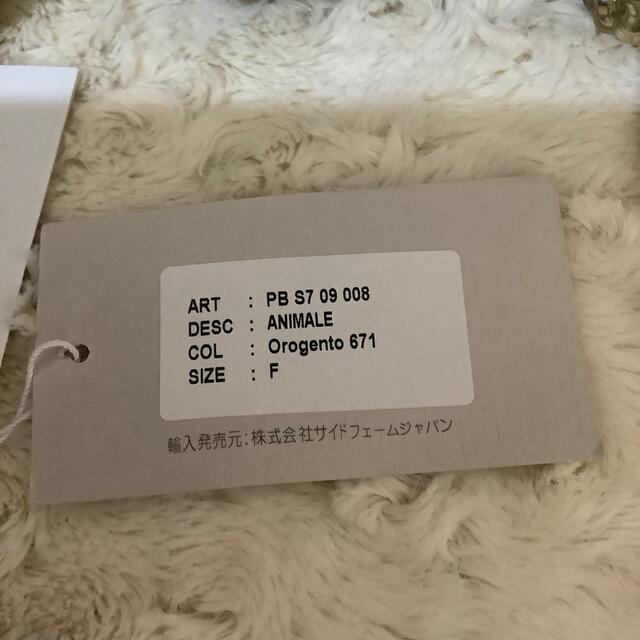 ART : PB S7 09 008
DESC : ANIMALE
COL : Orogento 671
SIZE : F
輸入発売元:株式会社サイドフェームジャパン